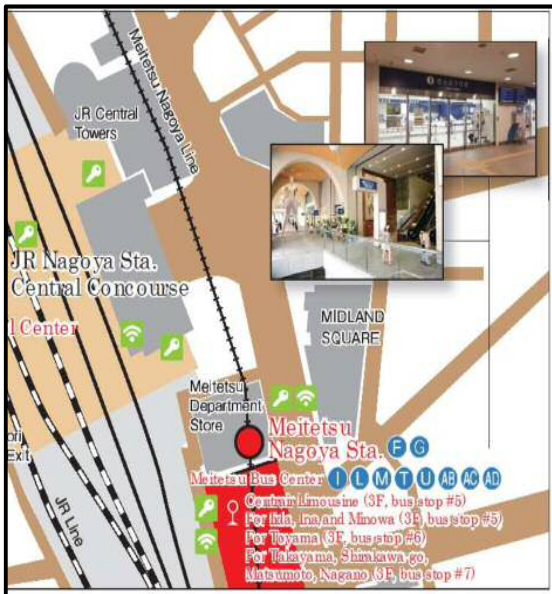 JR Central
Towers
Meitetsu Nagoya Line
JR Nagoya Sta.
Central Concourse
l Center
MIDLAND
SQUARE
Meitetsu
Department
Store
Meitetsu
Nagoya Sta. F G
ori
Exit
Meitetsu Bus Center I L M T U AB AC AD
Centrair Limousine (3F, bus stop #5)
For Iida, Ina and Minowa (3F, bus stop #5)
For Toyama (3F, bus stop #6)
For Takayama, Shirakawa-go,
Matsumoto, Nagano (3F, bus stop #7)
JR Line